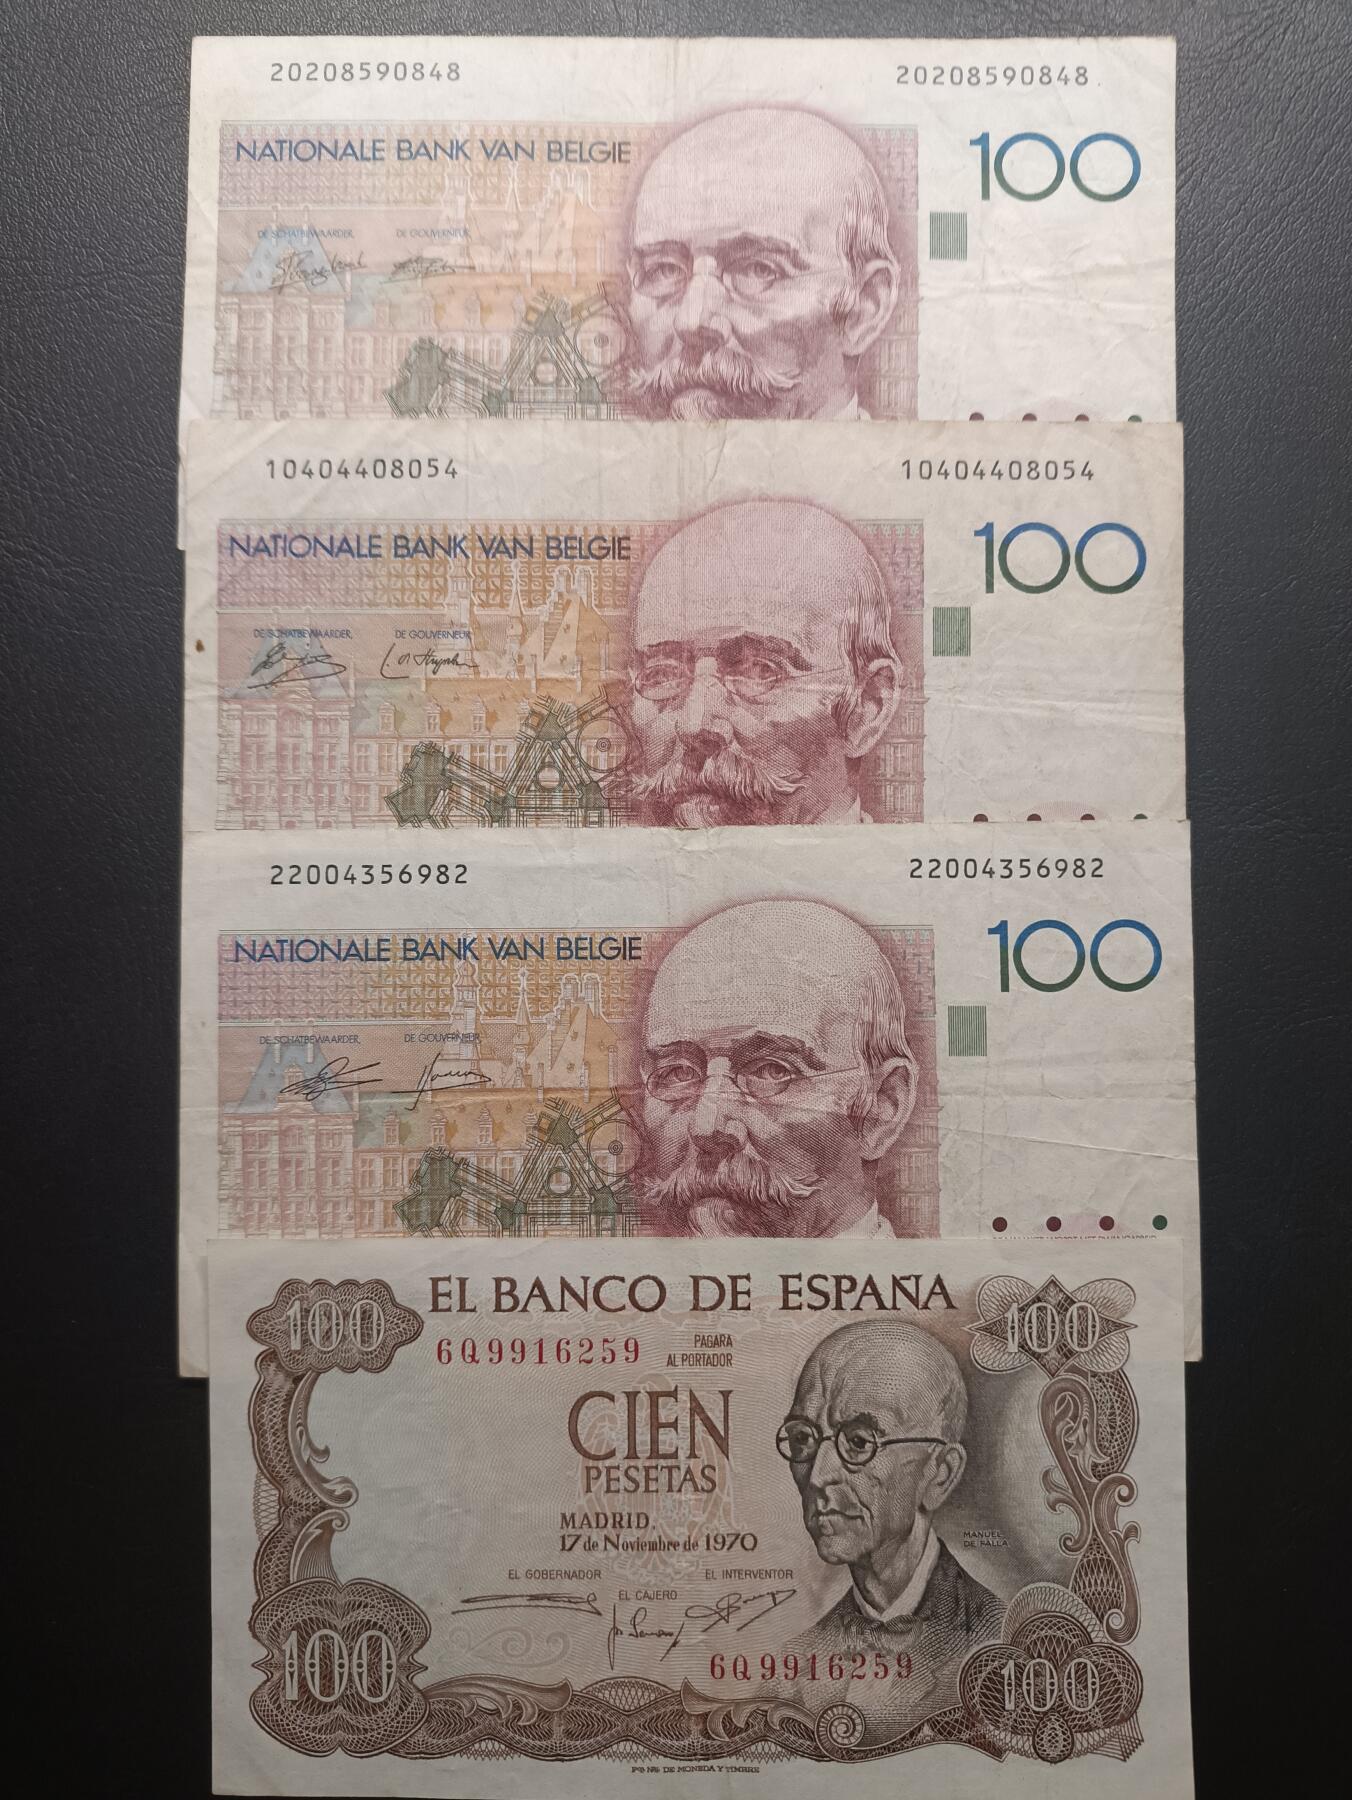 20208590848 20208590848
NATIONALE BANK VAN BELGIE 100
DE SCHATBEWAARDER, DE GOUVERNEUR,
10404408054 10404408054
NATIONALE BANK VAN BELGIE 100
DE SCHATBEWAARDER, DE GOUVERNEUR,
22004356982 22004356982
NATIONALE BANK VAN BELGIE 100
DE SCHATBEWAARDER, DE GOUVERNEUR,
100 EL BANCO DE ESPAÑA 100
6Q9916259 PAGARA
AL PORTADOR
CIEN
PESETAS
MADRID,
17 de Noviembre de 1970
MANUEL
DE FALLA
EL GOBERNADOR EL INTERVENTOR
EL CAJERO
100 6Q9916259 100
DE MONEDA Y TIMBRE